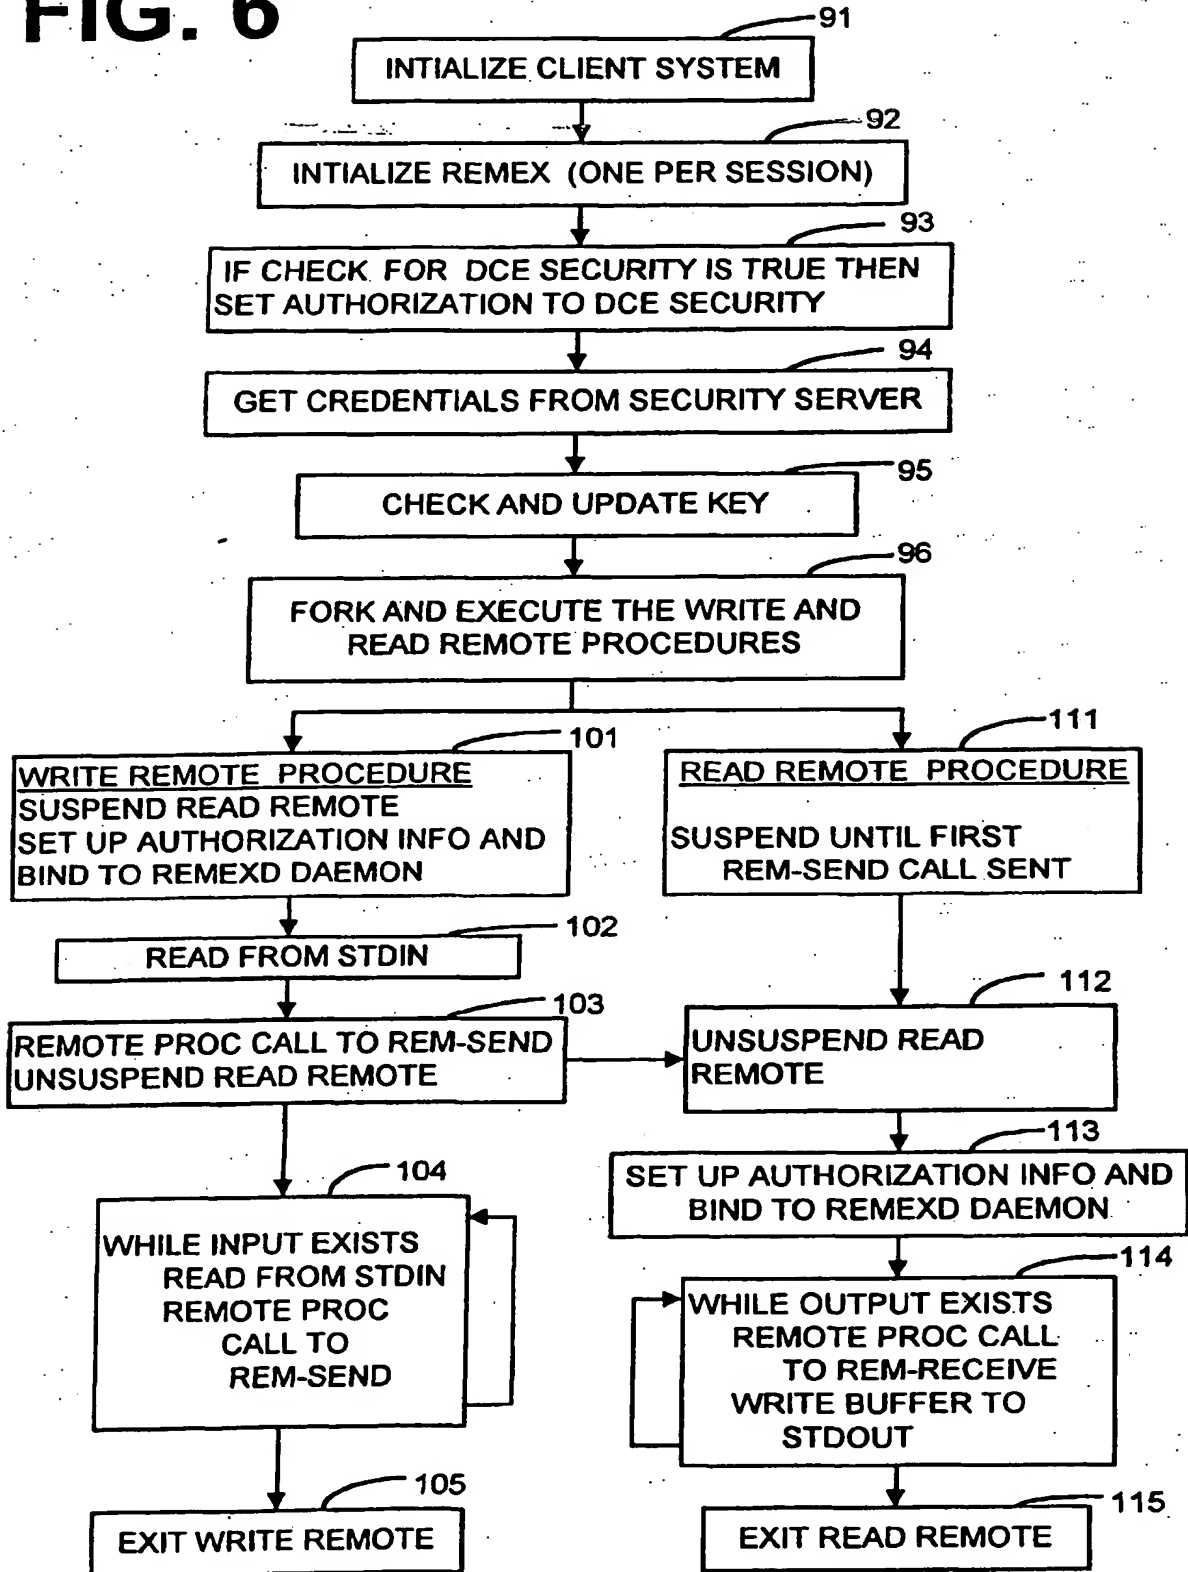 FIG. 6
91
INTIALIZE CLIENT SYSTEM
92
INTIALIZE REMEX (ONE PER SESSION)
93
IF CHECK FOR DCE SECURITY IS TRUE THEN
SET AUTHORIZATION TO DCE SECURITY
94
GET CREDENTIALS FROM SECURITY SERVER
95
CHECK AND UPDATE KEY
96
FORK AND EXECUTE THE WRITE AND
READ REMOTE PROCEDURES
101
WRITE REMOTE PROCEDURE
SUSPEND READ REMOTE
SET UP AUTHORIZATION INFO AND
BIND TO REMEXD DAEMON
102
READ FROM STDIN
103
REMOTE PROC CALL TO REM-SEND
UNSUSPEND READ REMOTE
104
WHILE INPUT EXISTS
READ FROM STDIN
REMOTE PROC
CALL TO
REM-SEND
105
EXIT WRITE REMOTE
111
READ REMOTE PROCEDURE
SUSPEND UNTIL FIRST
REM-SEND CALL SENT
112
UNSUSPEND READ
REMOTE
113
SET UP AUTHORIZATION INFO AND
BIND TO REMEXD DAEMON
114
WHILE OUTPUT EXISTS
REMOTE PROC CALL
TO REM-RECEIVE
WRITE BUFFER TO
STDOUT
115
EXIT READ REMOTE